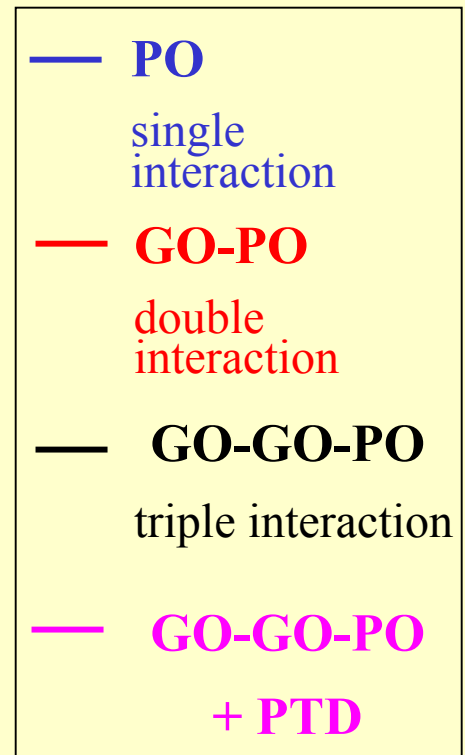 PO
single
interaction
GO-PO
double
interaction
GO-GO-PO
triple interaction
GO-GO-PO
+ PTD